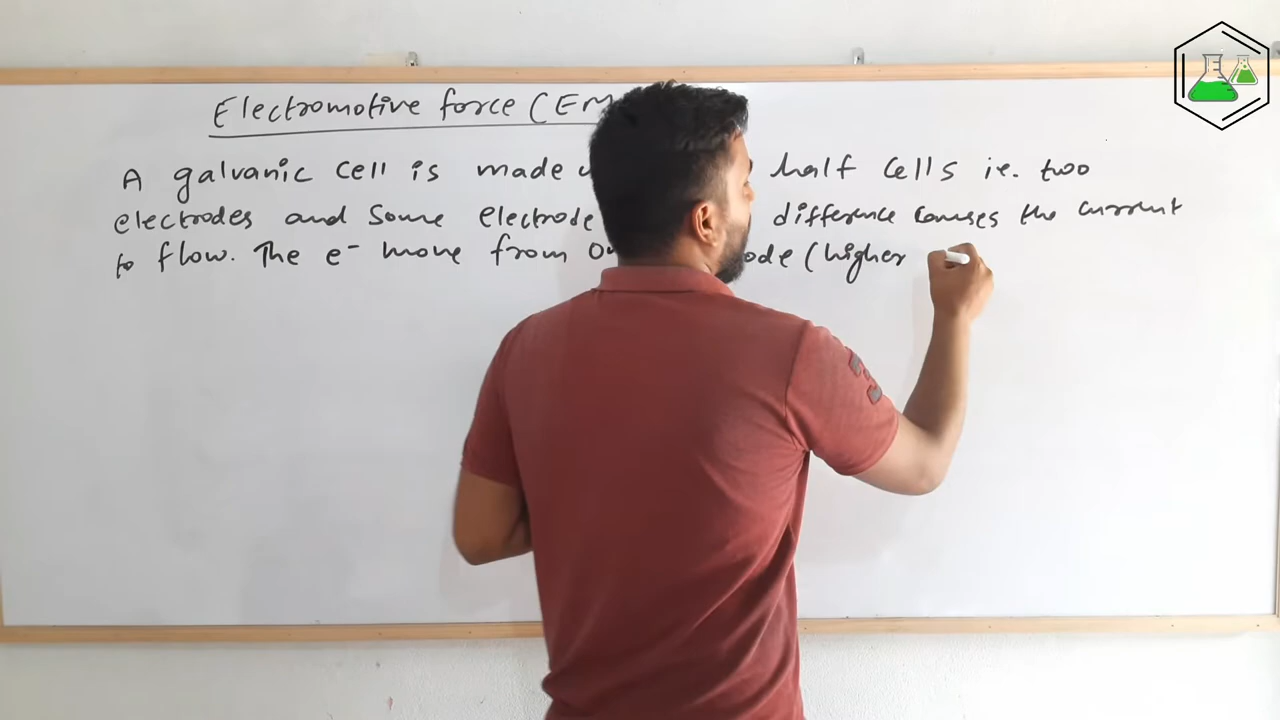 Electromotive force (EM
A galvanic cell is made half cells ie. two
electrodes and some electrode difference causes the current
to flow. The e⁻ move from ode (higher